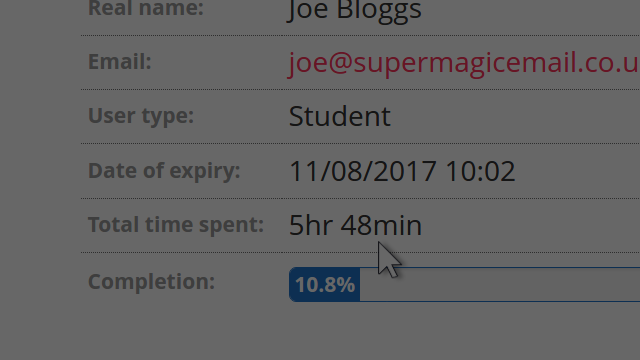 Real name: Joe Bloggs
Email: joe@supermagicemail.co.u
User type: Student
Date of expiry: 11/08/2017 10:02
Total time spent: 5hr 48min
Completion: 10.8%